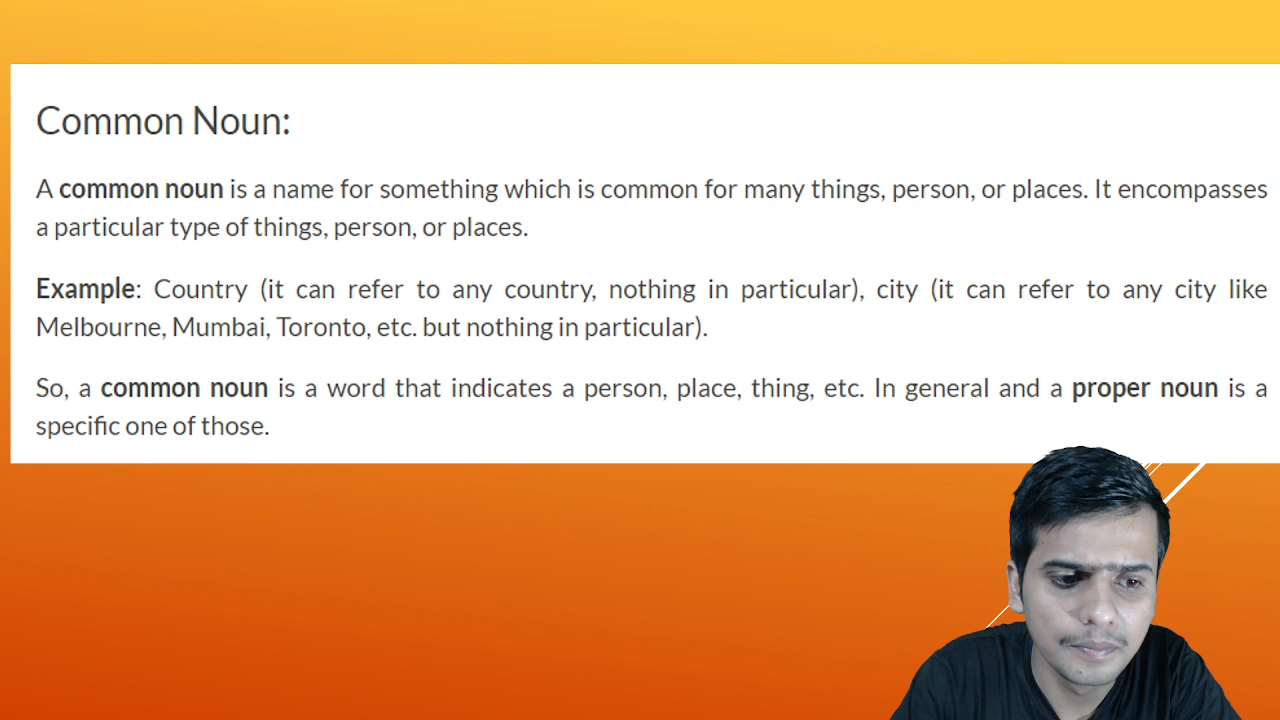 Common Noun:
A common noun is a name for something which is common for many things, person, or places. It encompasses
a particular type of things, person, or places.
Example: Country (it can refer to any country, nothing in particular), city (it can refer to any city like
Melbourne, Mumbai, Toronto, etc. but nothing in particular).
So, a common noun is a word that indicates a person, place, thing, etc. In general and a proper noun is a
specific one of those.